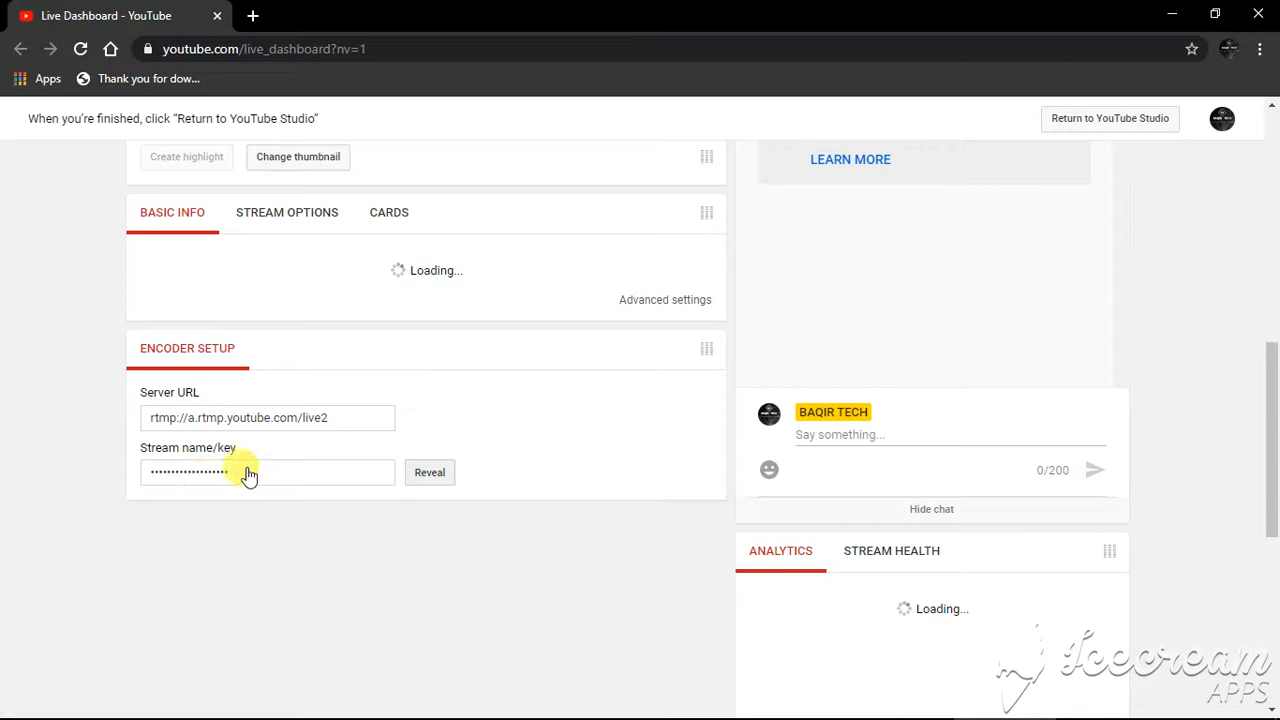 Live Dashboard - YouTube
youtube.com/live_dashboard?nv=1
Apps
Thank you for dow...
When you're finished, click "Return to YouTube Studio"
Return to YouTube Studio
Create highlight
Change thumbnail
LEARN MORE
BASIC INFO
STREAM OPTIONS
CARDS
Loading...
Advanced settings
ENCODER SETUP
Server URL
rtmp://a.rtmp.youtube.com/live2
Stream name/key
•••••••••••••••••••
Reveal
BAQIR TECH
Say something...
0/200
Hide chat
ANALYTICS
STREAM HEALTH
Loading...
Icecream
APPS